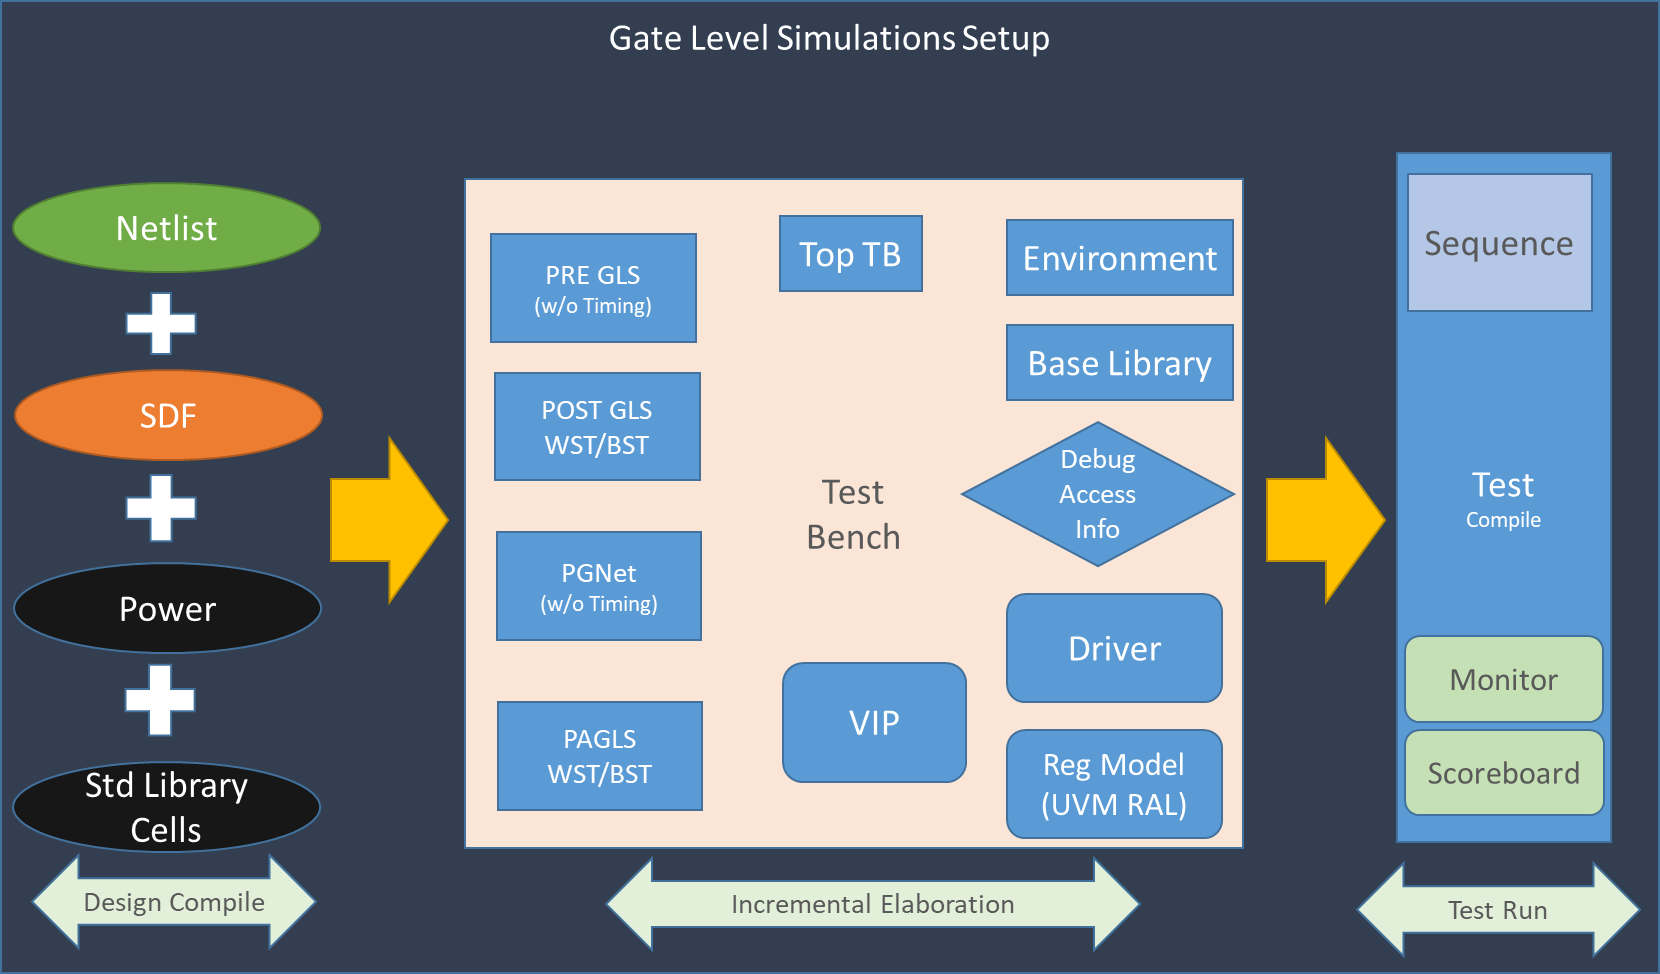 Gate Level Simulations Setup
Netlist
SDF
Power
Std Library
Cells
Design Compile
PRE GLS
(w/o Timing)
POST GLS
WST/BST
PGNet
(w/o Timing)
PAGLS
WST/BST
Top TB
Test
Bench
VIP
Environment
Base Library
Debug
Access
Info
Driver
Reg Model
(UVM RAL)
Incremental Elaboration
Sequence
Test
Compile
Monitor
Scoreboard
Test Run